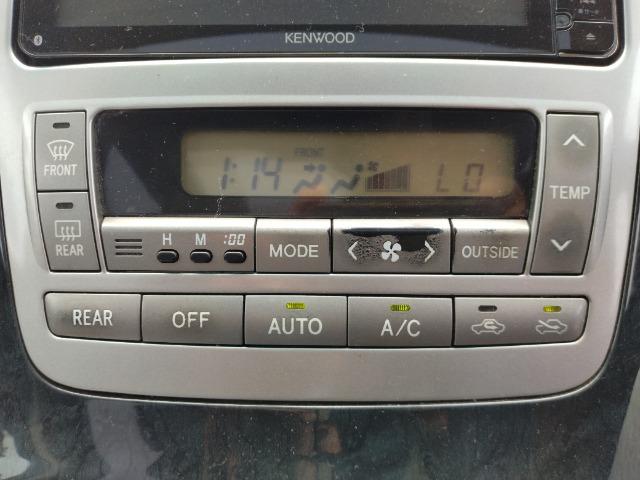 KENWOOD
FRONT
1:14 LO
FRONT
REAR
H M :00
MODE
OUTSIDE
TEMP
REAR OFF AUTO A/C